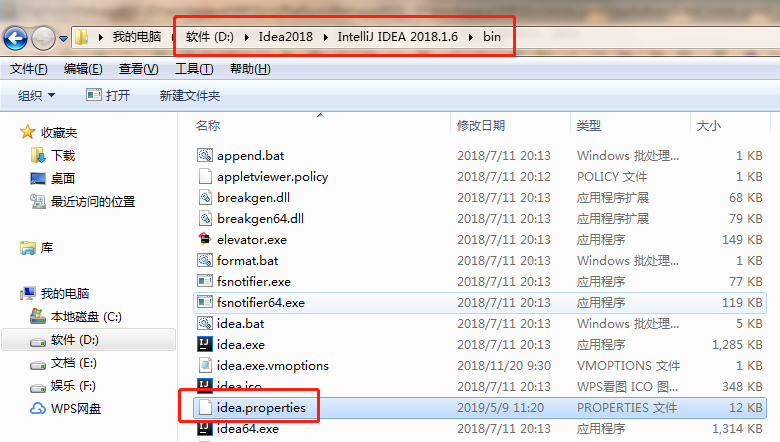 我的电脑 软件 (D:) Idea2018 IntelliJ IDEA 2018.1.6 bin
文件(F) 编辑(E) 查看(V) 工具(T) 帮助(H)
组织 打开 新建文件夹
收藏夹
下载
桌面
最近访问的位置
库
我的电脑
本地磁盘 (C:)
软件 (D:)
文档 (E:)
娱乐 (F:)
WPS网盘
名称 修改日期 类型 大小
append.bat 2018/7/11 20:13 Windows 批处理... 1 KB
appletviewer.policy 2018/7/11 20:12 POLICY 文件 1 KB
breakgen.dll 2018/7/11 20:13 应用程序扩展 68 KB
breakgen64.dll 2018/7/11 20:13 应用程序扩展 79 KB
elevator.exe 2018/7/11 20:13 应用程序 149 KB
format.bat 2018/7/11 20:13 Windows 批处理... 1 KB
fsnotifier.exe 2018/7/11 20:13 应用程序 77 KB
fsnotifier64.exe 2018/7/11 20:13 应用程序 119 KB
idea.bat 2018/7/11 20:13 Windows 批处理... 5 KB
idea.exe 2018/7/11 20:13 应用程序 1,285 KB
idea.exe.vmoptions 2018/11/20 9:30 VMOPTIONS 文件 1 KB
idea.ico 2018/7/11 20:13 WPS看图 ICO 图... 348 KB
idea.properties 2019/5/9 11:20 PROPERTIES 文件 12 KB
idea64.exe 2018/7/11 20:13 应用程序 1,314 KB